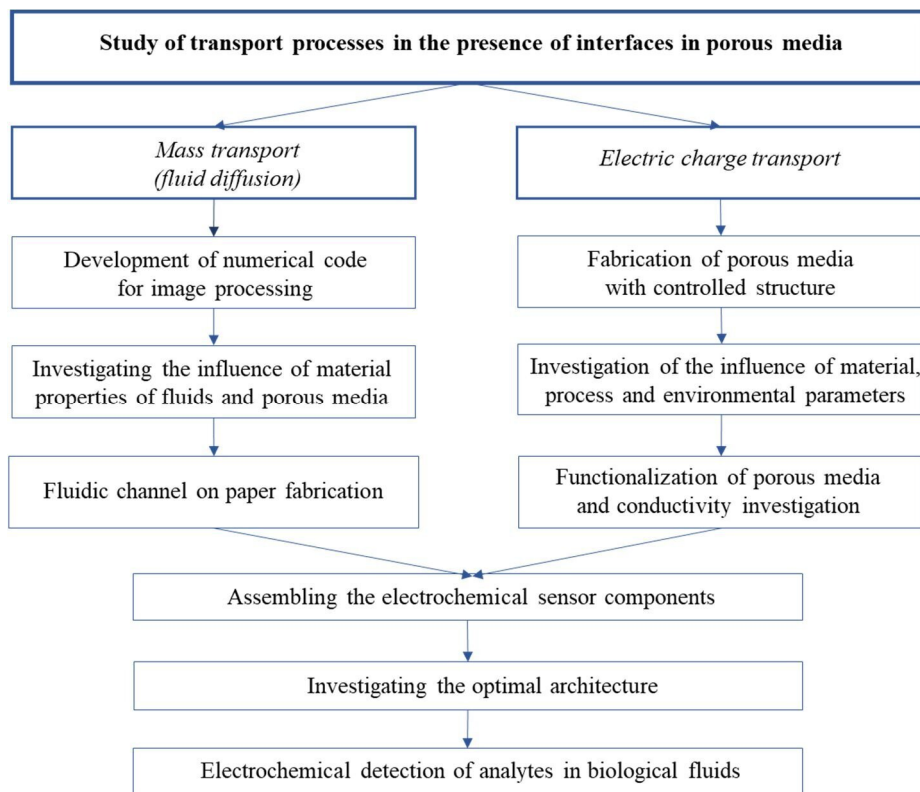 Study of transport processes in the presence of interfaces in porous media
Mass transport
(fluid diffusion)
Electric charge transport
Development of numerical code
for image processing
Fabrication of porous media
with controlled structure
Investigating the influence of material
properties of fluids and porous media
Investigation of the influence of material,
process and environmental parameters
Fluidic channel on paper fabrication
Functionalization of porous media
and conductivity investigation
Assembling the electrochemical sensor components
Investigating the optimal architecture
Electrochemical detection of analytes in biological fluids